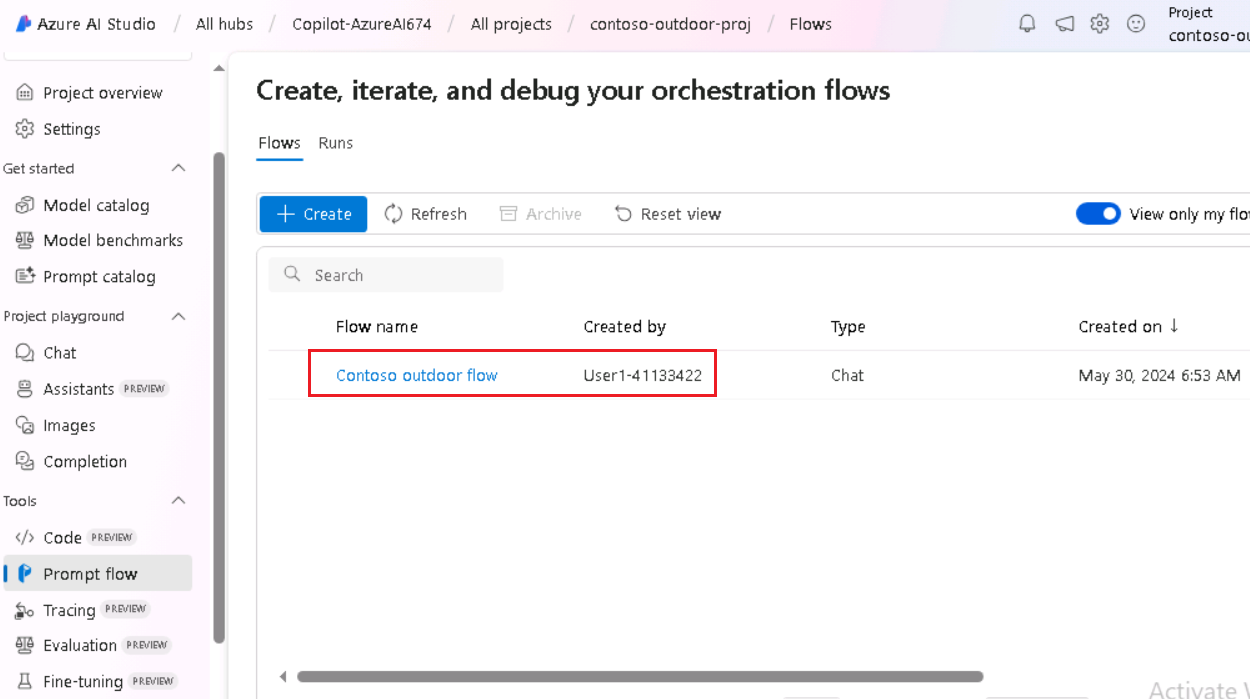 Azure AI Studio / All hubs / Copilot-AzureAI674 / All projects / contoso-outdoor-proj / Flows
Project
Project overview
Settings
Get started
Model catalog
Model benchmarks
Prompt catalog
Project playground
Chat
Assistants PREVIEW
Images
Completion
Tools
Code PREVIEW
Prompt flow
Tracing PREVIEW
Evaluation PREVIEW
Fine-tuning PREVIEW
Create, iterate, and debug your orchestration flows
Flows Runs
Create Refresh Archive Reset view View only my
Search
Flow name Created by Type Created on ↓
Contoso outdoor flow User1-41133422 Chat May 30, 2024 6:53 AM
Activate